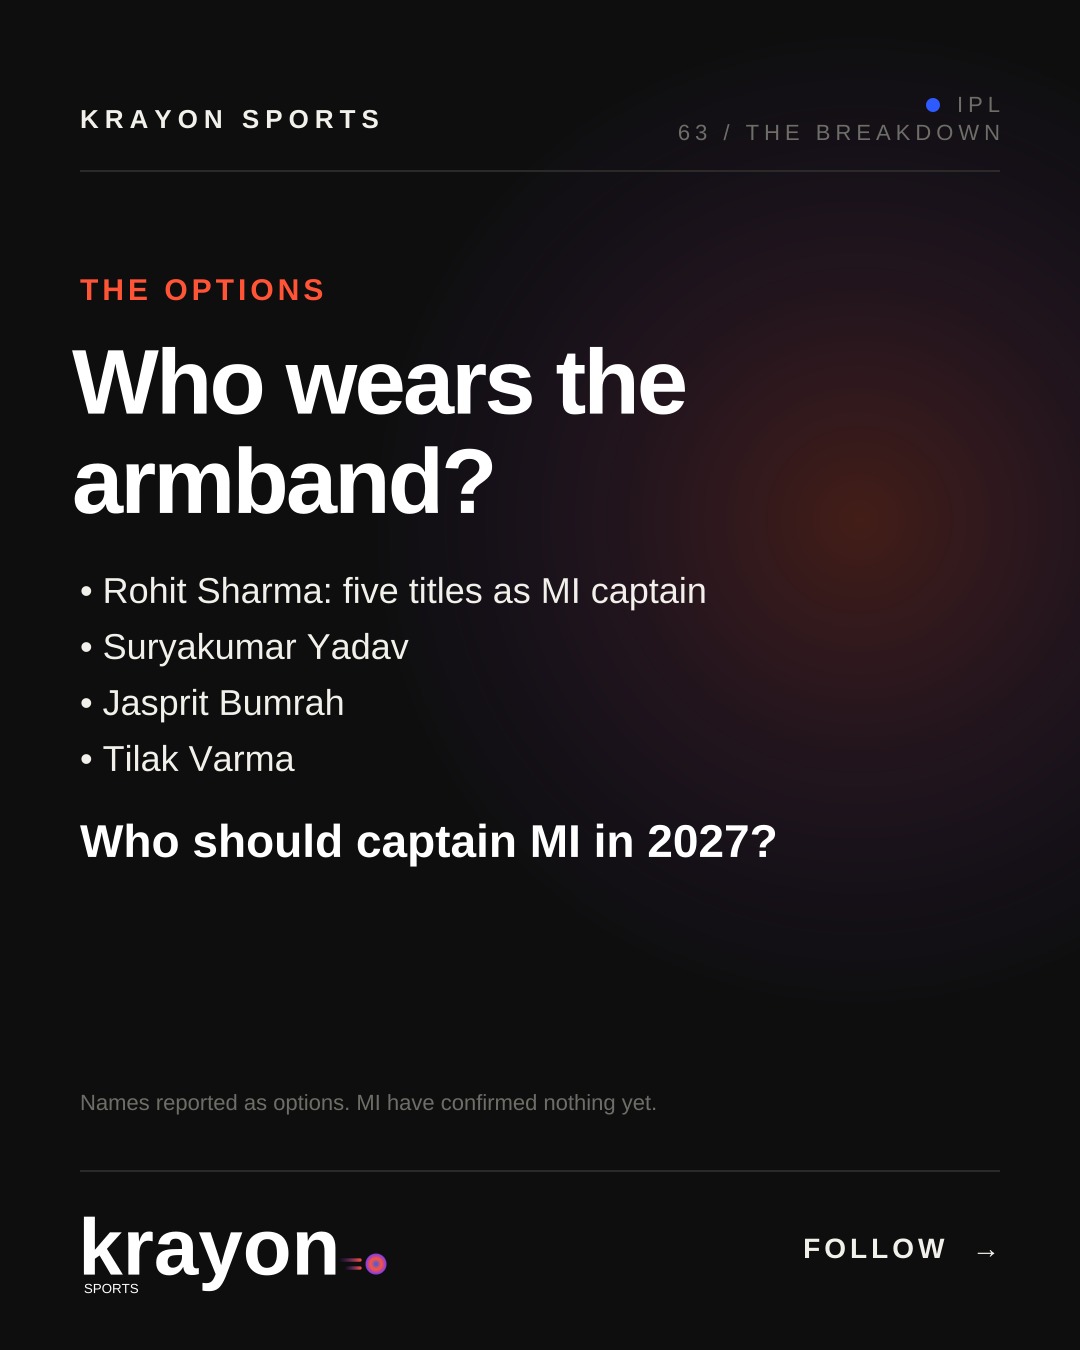 KRAYON SPORTS
IPL
63 / THE BREAKDOWN
THE OPTIONS
Who wears the
armband?
• Rohit Sharma: five titles as MI captain
• Suryakumar Yadav
• Jasprit Bumrah
• Tilak Varma
Who should captain MI in 2027?
Names reported as options. MI have confirmed nothing yet.
krayon
SPORTS
FOLLOW →